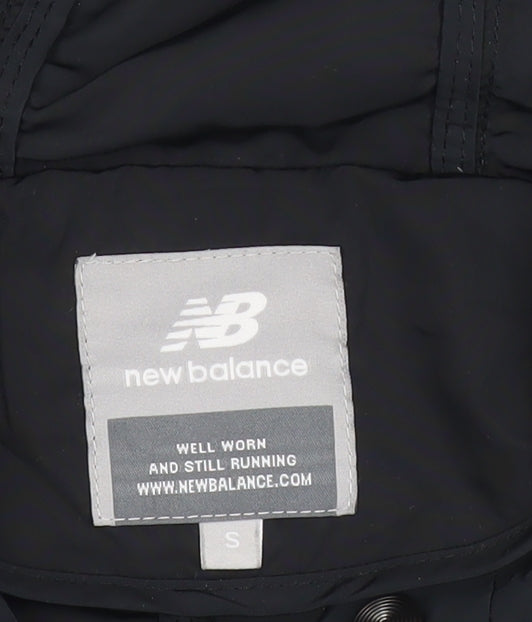 NB
new balance
WELL WORN
AND STILL RUNNING
WWW.NEWBALANCE.COM
S